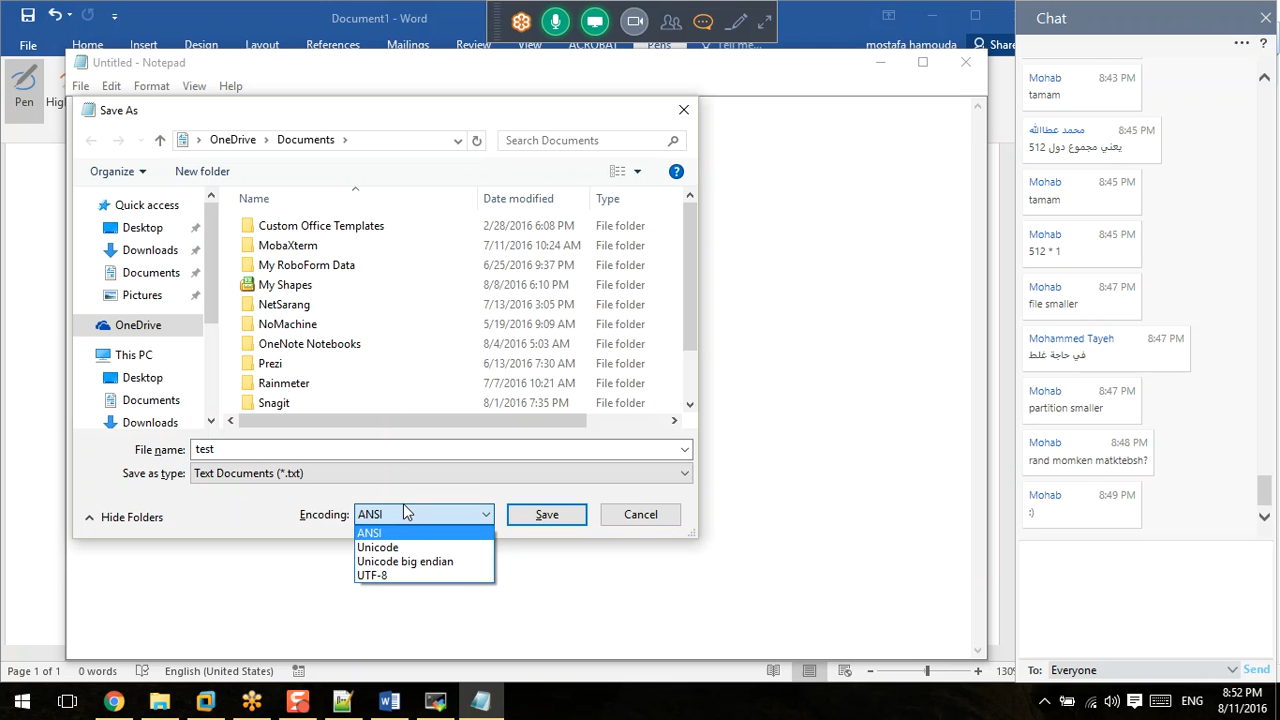 Document1 - Word
mostafa hamouda
Share
File
Home
Insert
Design
Layout
References
Mailings
Review
View
ACROBAT
Pens
Tell me...
Pen
Untitled - Notepad
File
Edit
Format
View
Help
Save As
OneDrive
Documents
Search Documents
Organize
New folder
Name
Date modified
Type
Quick access
Desktop
Downloads
Documents
Pictures
OneDrive
This PC
Desktop
Documents
Downloads
Custom Office Templates 2/28/2016 6:08 PM File folder
MobaXterm 7/11/2016 10:24 AM File folder
My RoboForm Data 6/25/2016 9:37 PM File folder
My Shapes 8/8/2016 6:10 PM File folder
NetSarang 7/13/2016 3:05 PM File folder
NoMachine 5/19/2016 9:09 AM File folder
OneNote Notebooks 8/4/2016 5:03 AM File folder
Prezi 6/13/2016 7:30 AM File folder
Rainmeter 7/7/2016 10:21 AM File folder
Snagit 8/1/2016 7:35 PM File folder
File name: test
Save as type: Text Documents (*.txt)
Hide Folders
Encoding: ANSI
Save
Cancel
ANSI
Unicode
Unicode big endian
UTF-8
Chat
Mohab 8:43 PM
tamam
محمد عطاالله 8:45 PM
يعني مجموع دول 512
Mohab 8:45 PM
tamam
Mohab 8:45 PM
512 * 1
Mohab 8:47 PM
file smaller
Mohammed Tayeh 8:47 PM
في حاجة غلط
Mohab 8:47 PM
partition smaller
Mohab 8:48 PM
rand momken matktebsh?
Mohab 8:49 PM
:)
To: Everyone
Send
Page 1 of 1
0 words
English (United States)
ENG
8:52 PM
8/11/2016